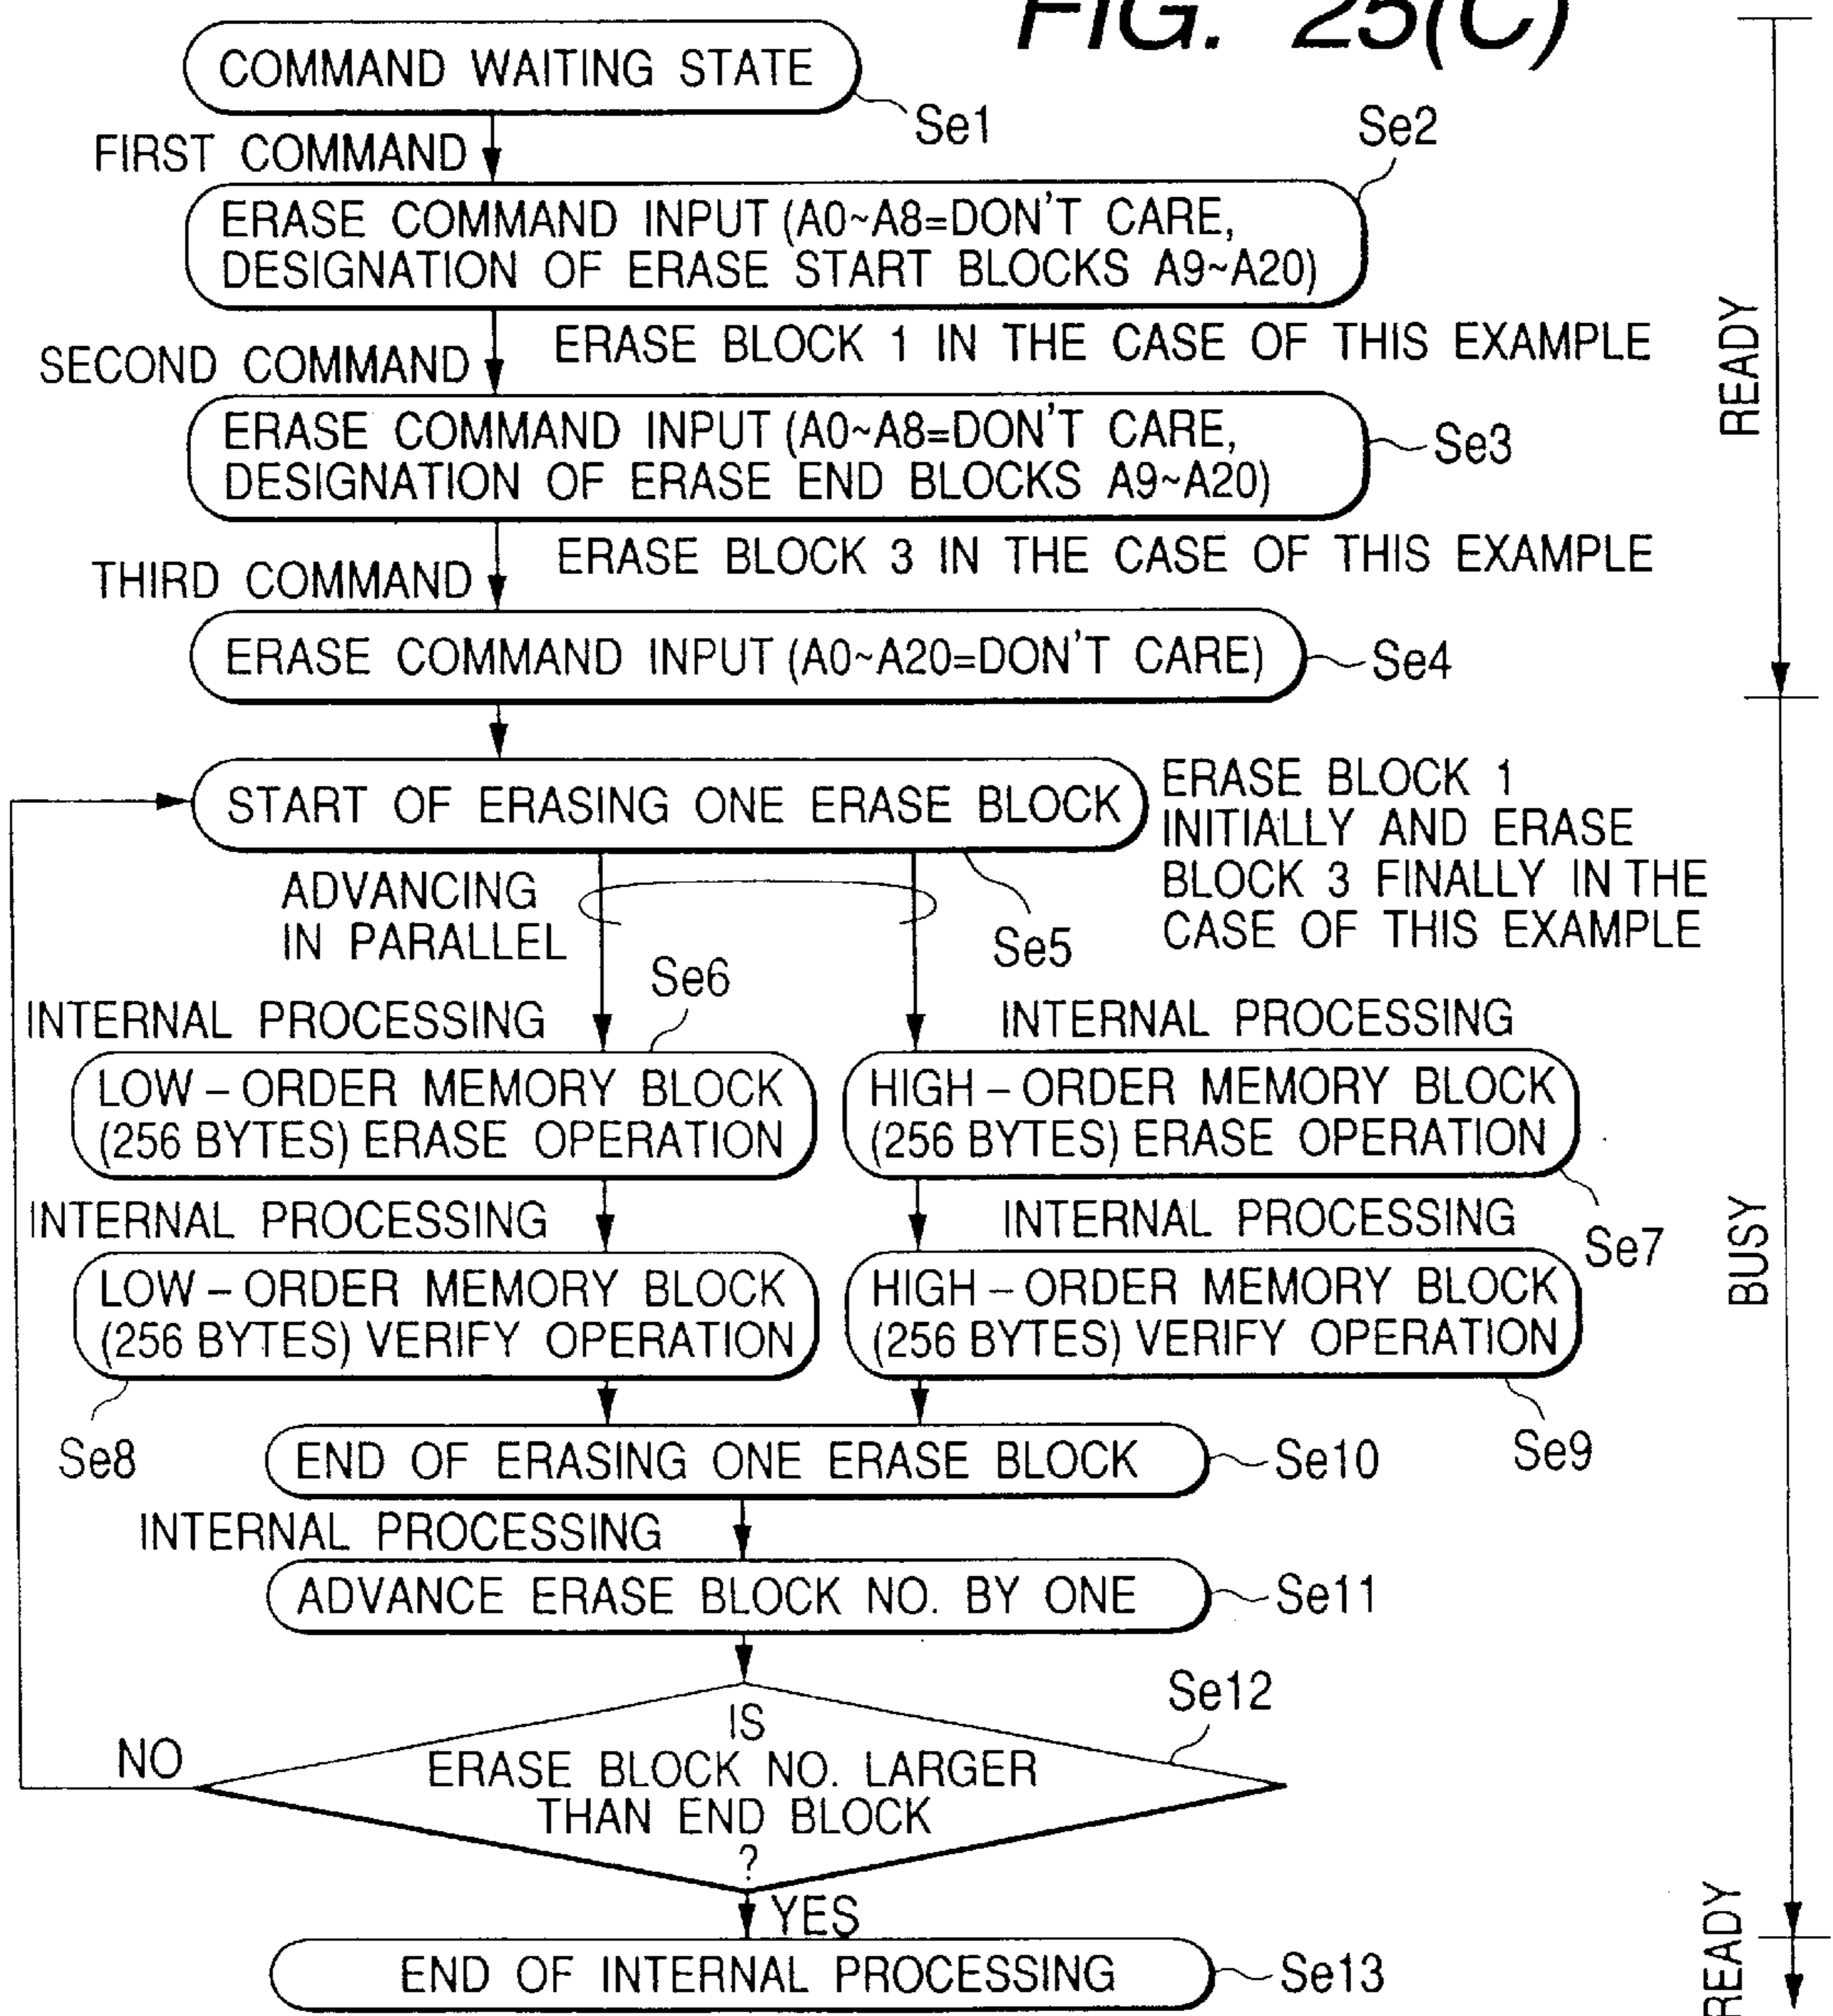 FIG. 25(C)
COMMAND WAITING STATE
Se1
FIRST COMMAND
Se2
ERASE COMMAND INPUT (A0~A8=DON'T CARE,
DESIGNATION OF ERASE START BLOCKS A9~A20)
ERASE BLOCK 1 IN THE CASE OF THIS EXAMPLE
SECOND COMMAND
ERASE COMMAND INPUT (A0~A8=DON'T CARE,
DESIGNATION OF ERASE END BLOCKS A9~A20)
Se3
ERASE BLOCK 3 IN THE CASE OF THIS EXAMPLE
THIRD COMMAND
ERASE COMMAND INPUT (A0~A20=DON'T CARE)
Se4
READY
START OF ERASING ONE ERASE BLOCK
ERASE BLOCK 1
INITIALLY AND ERASE
BLOCK 3 FINALLY IN THE
CASE OF THIS EXAMPLE
ADVANCING
IN PARALLEL
Se5
Se6
INTERNAL PROCESSING
INTERNAL PROCESSING
LOW-ORDER MEMORY BLOCK
(256 BYTES) ERASE OPERATION
HIGH-ORDER MEMORY BLOCK
(256 BYTES) ERASE OPERATION
Se7
INTERNAL PROCESSING
INTERNAL PROCESSING
LOW-ORDER MEMORY BLOCK
(256 BYTES) VERIFY OPERATION
HIGH-ORDER MEMORY BLOCK
(256 BYTES) VERIFY OPERATION
BUSY
Se8
Se9
END OF ERASING ONE ERASE BLOCK
Se10
INTERNAL PROCESSING
ADVANCE ERASE BLOCK NO. BY ONE
Se11
Se12
IS
ERASE BLOCK NO. LARGER
THAN END BLOCK
?
NO
YES
END OF INTERNAL PROCESSING
Se13
READY